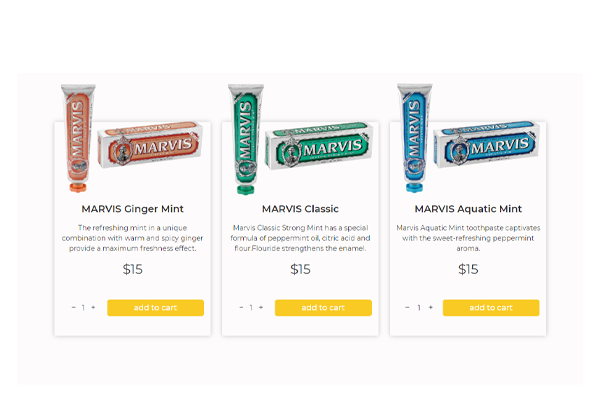 MARVIS
MARVIS
MARVIS
MARVIS
MARVIS
MARVIS
MARVIS Ginger Mint
The refreshing mint in a unique
combination with warm and spicy ginger
provide a maximum freshness effect.
$15
− 1 +
add to cart
MARVIS Classic
Marvis Classic Strong Mint has a special
formula of peppermint oil, citric acid and
flour.Flouride strengthens the enamel.
$15
− 1 +
add to cart
MARVIS Aquatic Mint
Marvis Aquatic Mint toothpaste captivates
with the sweet-refreshing peppermint
aroma.
$15
− 1 +
add to cart